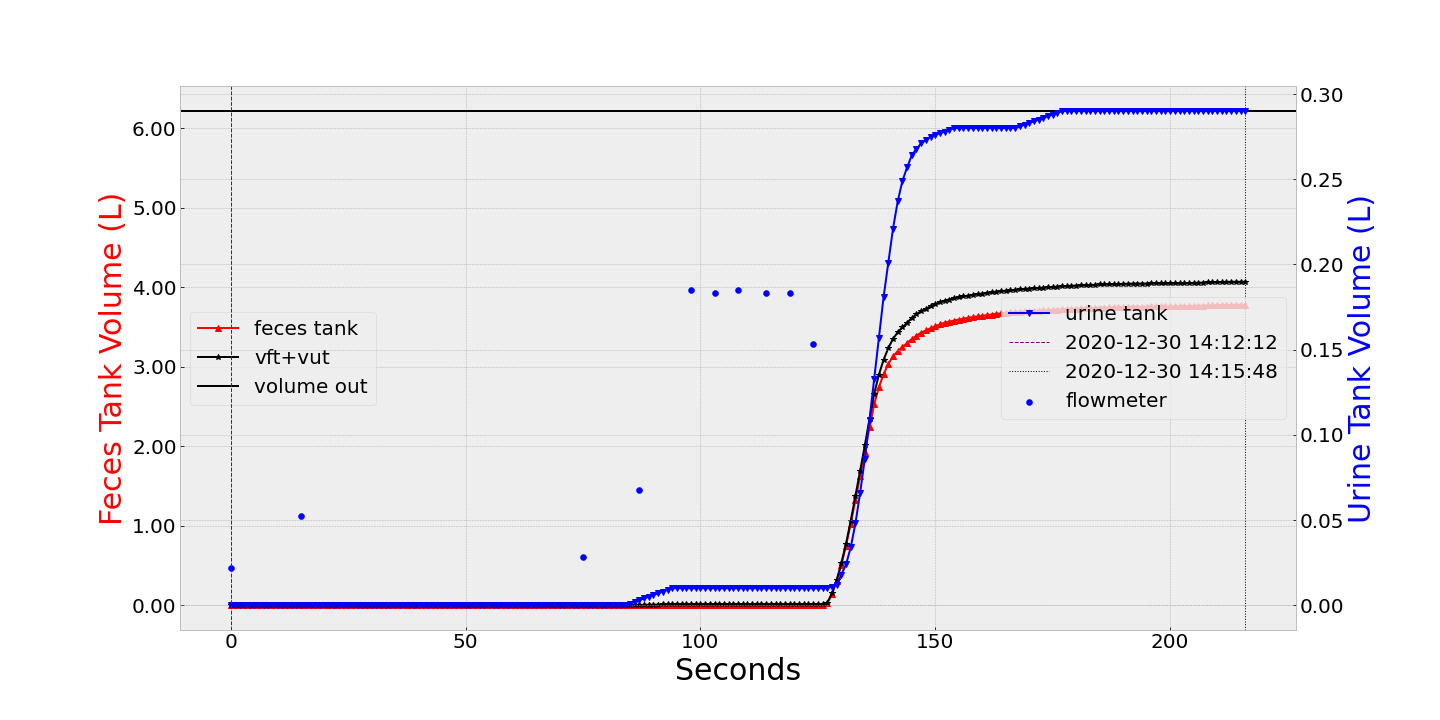 Feces Tank Volume (L)
6.00
5.00
4.00
3.00
2.00
1.00
0.00
feces tank
vft+vut
volume out
urine tank
2020-12-30 14:12:12
2020-12-30 14:15:48
flowmeter
0.30
0.25
0.20
0.15
0.10
0.05
0.00
Urine Tank Volume (L)
0 50 100 150 200
Seconds